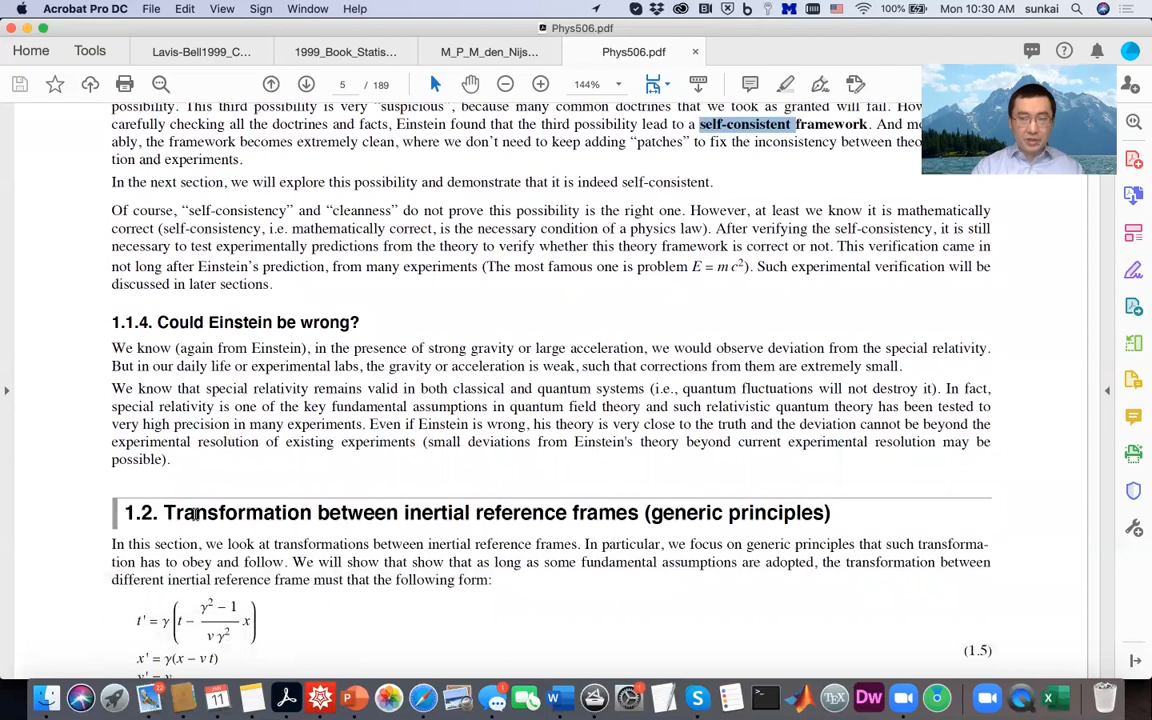 Acrobat Pro DC File Edit View Sign Window Help 100% Mon 10:30 AM sunkai
Phys506.pdf
Home Tools Lavis-Bell1999_C... 1999_Book_Statis... M_P_M_den_Nijs... Phys506.pdf ×
5 / 189 144%
possibility. This third possibility is very "suspicious", because many common doctrines that we took as granted will fail. How
carefully checking all the doctrines and facts, Einstein found that the third possibility lead to a self-consistent framework. And mo
ably, the framework becomes extremely clean, where we don't need to keep adding "patches" to fix the inconsistency between theo
tion and experiments.
In the next section, we will explore this possibility and demonstrate that it is indeed self-consistent.
Of course, "self-consistency" and "cleanness" do not prove this possibility is the right one. However, at least we know it is mathematically
correct (self-consistency, i.e. mathematically correct, is the necessary condition of a physics law). After verifying the self-consistency, it is still
necessary to test experimentally predictions from the theory to verify whether this theory framework is correct or not. This verification came in
not long after Einstein's prediction, from many experiments (The most famous one is problem E = m c²). Such experimental verification will be
discussed in later sections.
1.1.4. Could Einstein be wrong?
We know (again from Einstein), in the presence of strong gravity or large acceleration, we would observe deviation from the special relativity.
But in our daily life or experimental labs, the gravity or acceleration is weak, such that corrections from them are extremely small.
We know that special relativity remains valid in both classical and quantum systems (i.e., quantum fluctuations will not destroy it). In fact,
special relativity is one of the key fundamental assumptions in quantum field theory and such relativistic quantum theory has been tested to
very high precision in many experiments. Even if Einstein is wrong, his theory is very close to the truth and the deviation cannot be beyond the
experimental resolution of existing experiments (small deviations from Einstein's theory beyond current experimental resolution may be
possible).
1.2. Transformation between inertial reference frames (generic principles)
In this section, we look at transformations between inertial reference frames. In particular, we focus on generic principles that such transforma-
tion has to obey and follow. We will show that show that as long as some fundamental assumptions are adopted, the transformation between
different inertial reference frame must that the following form:
t' = γ (t − (γ² − 1)/(v γ²) x)
(1.5)
x' = γ(x − v t)